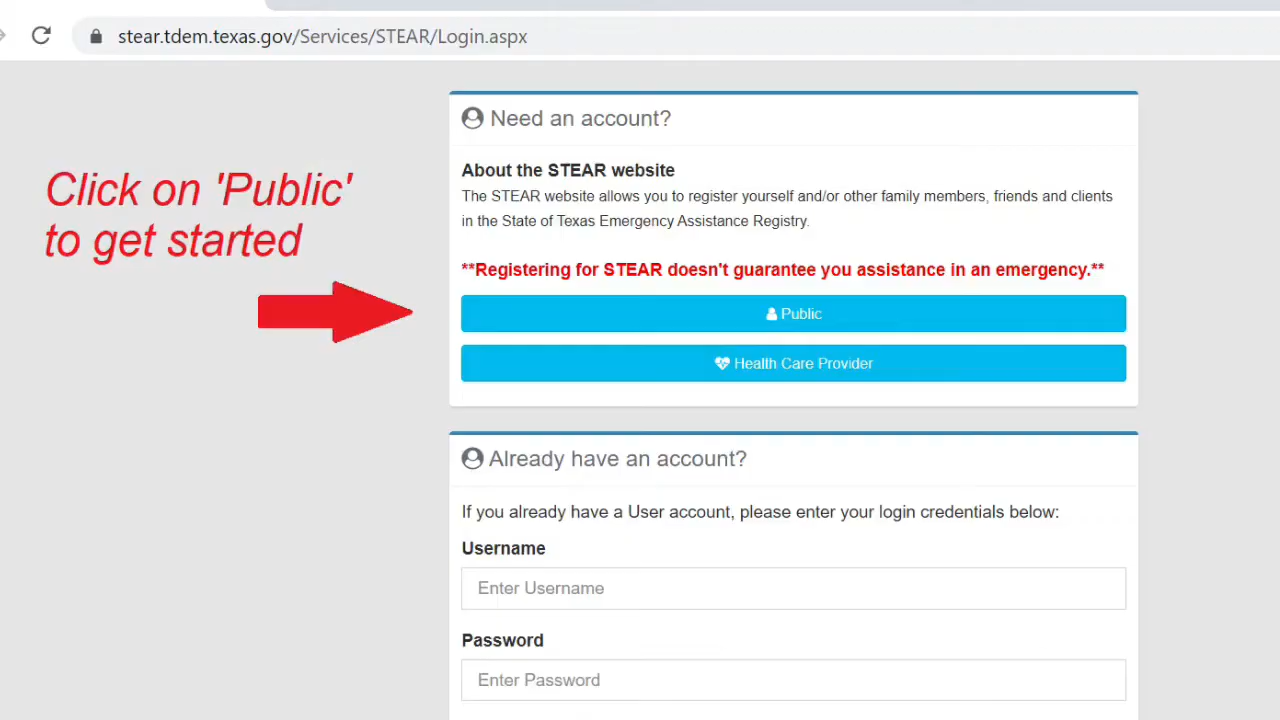 stear.tdem.texas.gov/Services/STEAR/Login.aspx
Need an account?
Click on 'Public'
to get started
About the STEAR website
The STEAR website allows you to register yourself and/or other family members, friends and clients
in the State of Texas Emergency Assistance Registry.
**Registering for STEAR doesn't guarantee you assistance in an emergency.**
Public
Health Care Provider
Already have an account?
If you already have a User account, please enter your login credentials below:
Username
Enter Username
Password
Enter Password